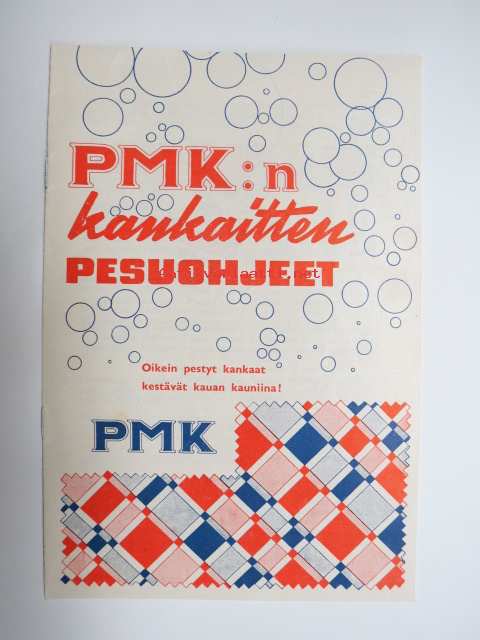 PMK:n
kankaitten
PESUOHJEET
Oikein pestyt kankaat
kestävät kauan kauniina!
PMK